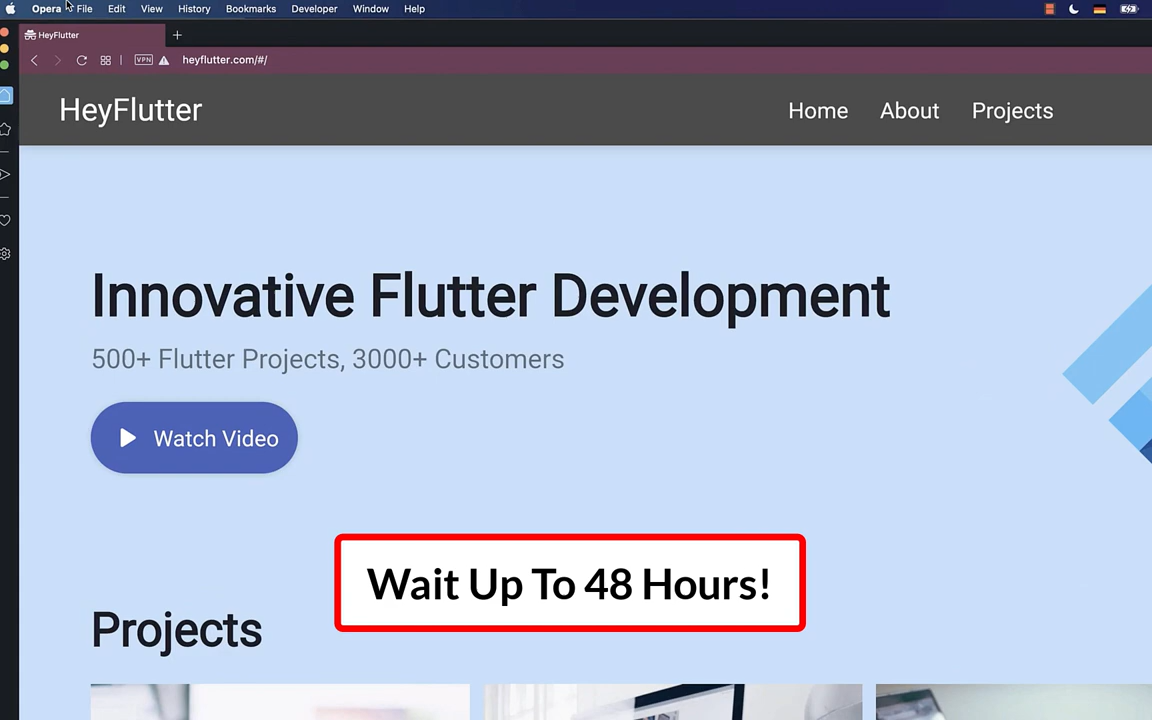 Opera File Edit View History Bookmarks Developer Window Help
HeyFlutter
VPN heyflutter.com/#/
HeyFlutter Home About Projects
Innovative Flutter Development
500+ Flutter Projects, 3000+ Customers
Watch Video
Wait Up To 48 Hours!
Projects